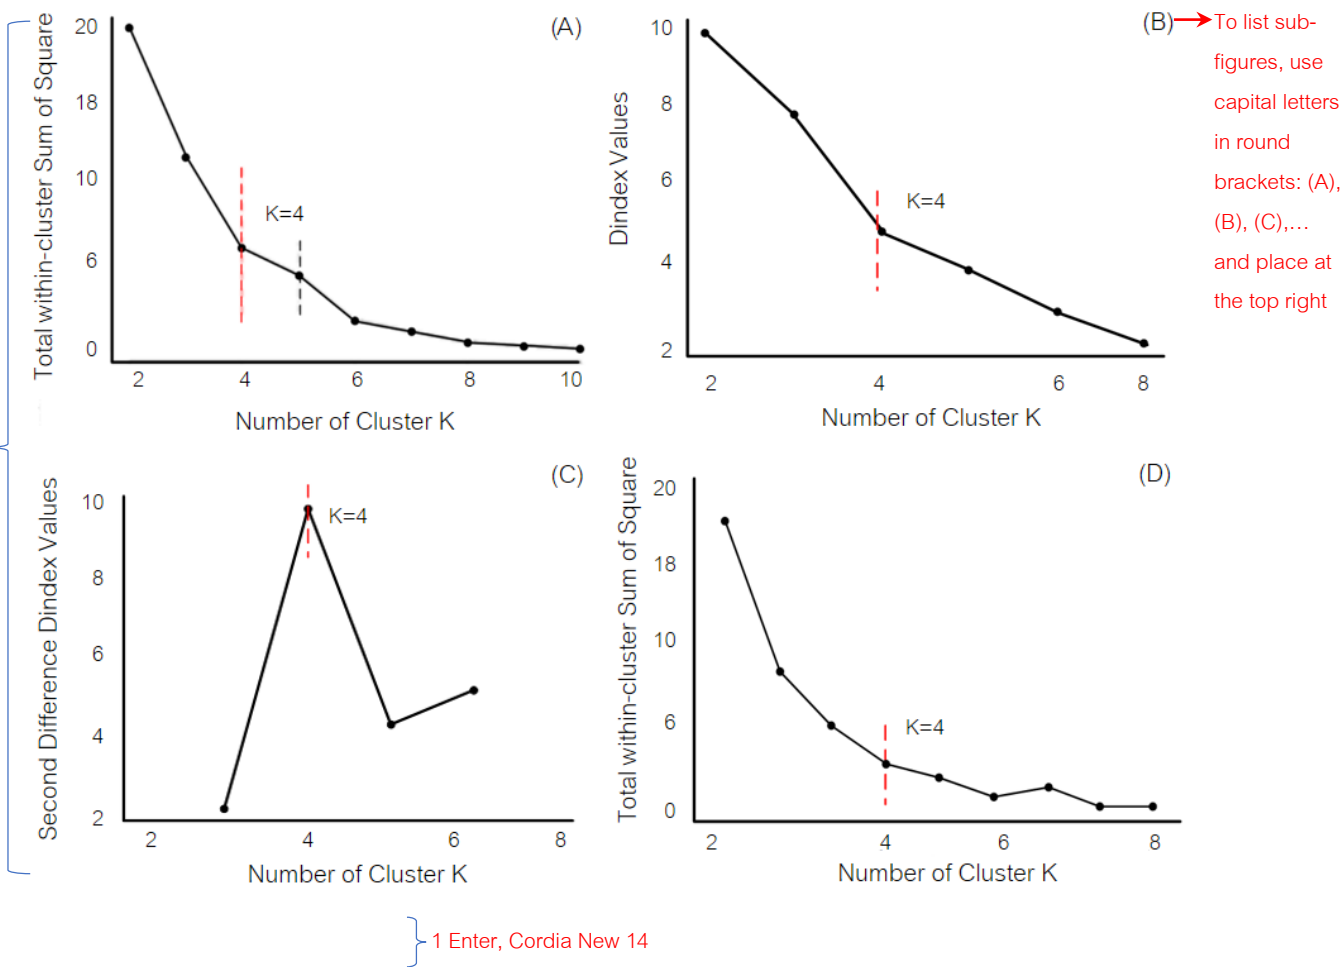 (A)
Total within-cluster Sum of Square
20
18
10
6
0
K=4
2 4 6 8 10
Number of Cluster K
(B)
Dindex Values
10
8
6
4
2
K=4
2 4 6 8
Number of Cluster K
To list sub-
figures, use
capital letters
in round
brackets: (A),
(B), (C),…
and place at
the top right
(C)
Second Difference Dindex Values
10
8
6
4
2
K=4
2 4 6 8
Number of Cluster K
(D)
Total within-cluster Sum of Square
20
18
10
6
0
K=4
2 4 6 8
Number of Cluster K
1 Enter, Cordia New 14